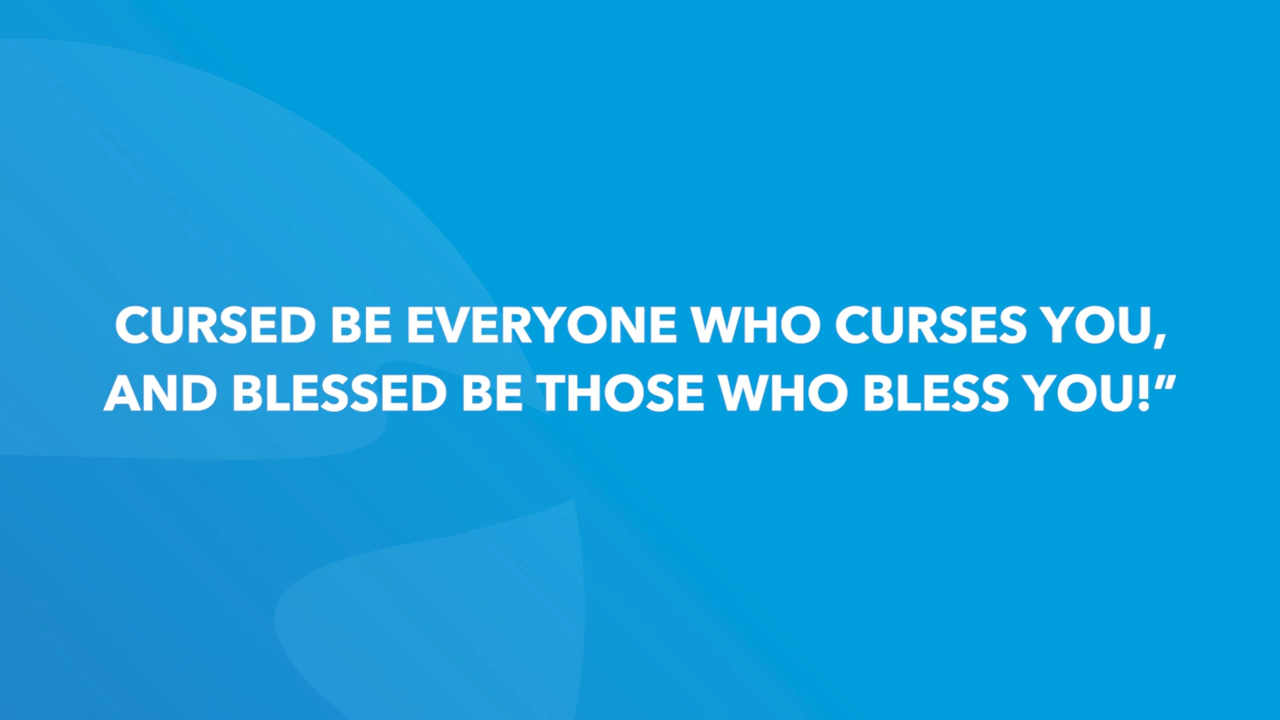 CURSED BE EVERYONE WHO CURSES YOU,
AND BLESSED BE THOSE WHO BLESS YOU!”